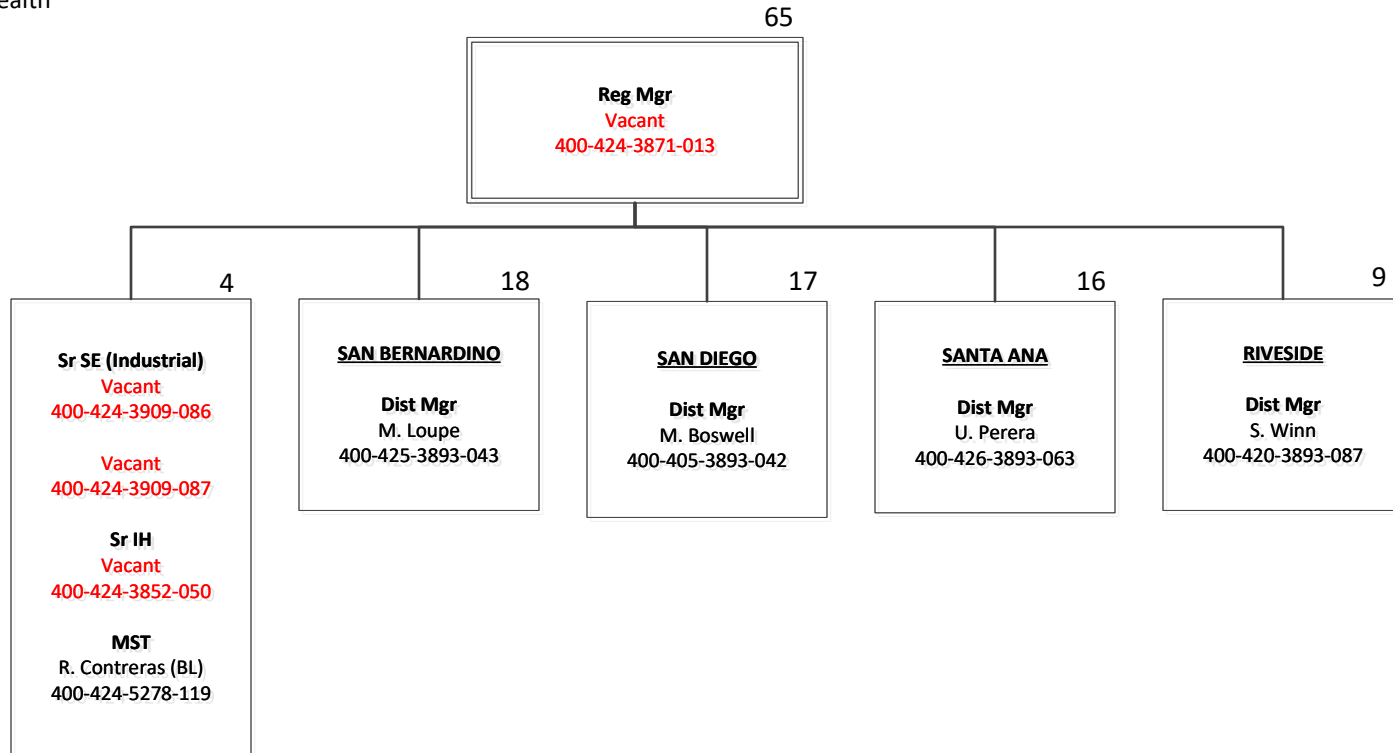 65
Reg Mgr
Vacant
400-424-3871-013
4
Sr SE (Industrial)
Vacant
400-424-3909-086
Vacant
400-424-3909-087
Sr IH
Vacant
400-424-3852-050
MST
R. Contreras (BL)
400-424-5278-119
18
SAN BERNARDINO
Dist Mgr
M. Loupe
400-425-3893-043
17
SAN DIEGO
Dist Mgr
M. Boswell
400-405-3893-042
16
SANTA ANA
Dist Mgr
U. Perera
400-426-3893-063
9
RIVESIDE
Dist Mgr
S. Winn
400-420-3893-087